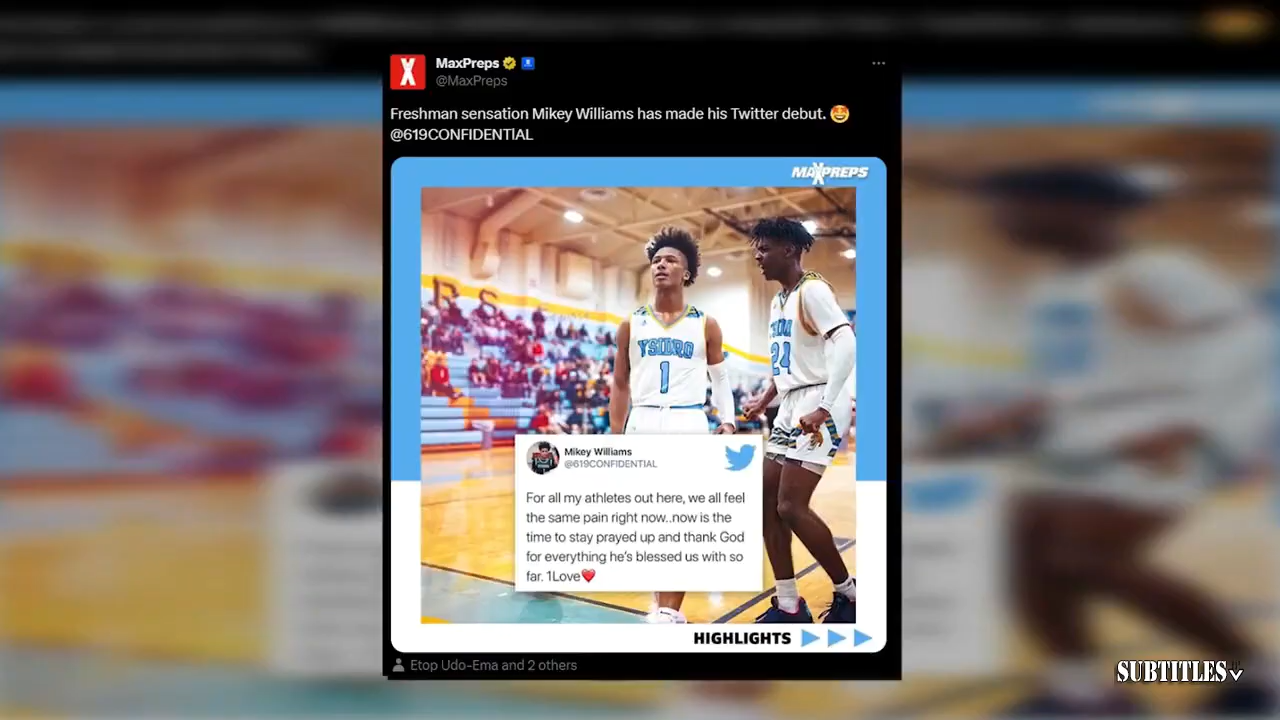 MaxPreps
@MaxPreps
Freshman sensation Mikey Williams has made his Twitter debut. 🤩
@619CONFIDENTIAL
MAXPREPS
RS
YSIDRO
1
24
Mikey Williams
@619CONFIDENTIAL
For all my athletes out here, we all feel
the same pain right now..now is the
time to stay prayed up and thank God
for everything he's blessed us with so
far. 1Love❤️
HIGHLIGHTS
Etop Udo-Ema and 2 others
SUBTITLES